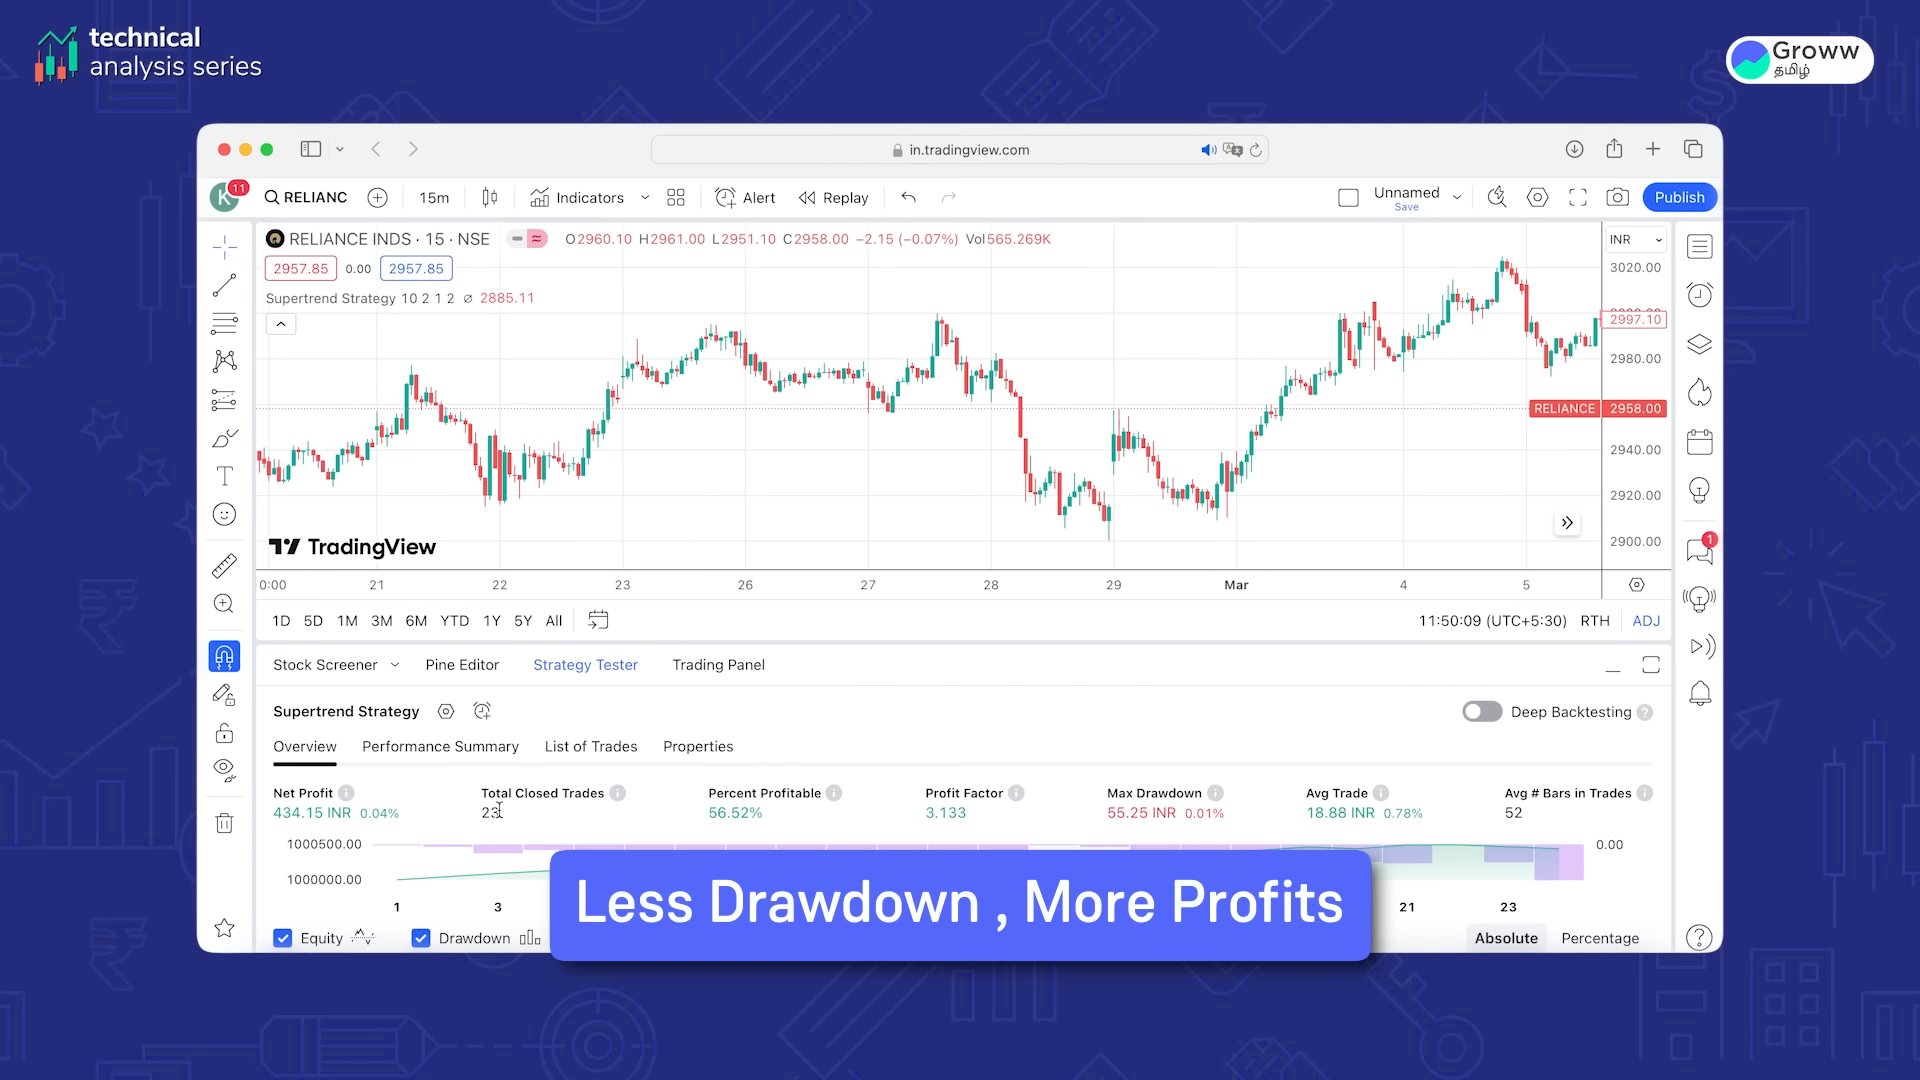 technical
analysis series
Groww
தமிழ்
in.tradingview.com
K
11
RELIANC
15m
Indicators
Alert
Replay
Unnamed
Save
Publish
RELIANCE INDS · 15 · NSE
O2960.10 H2961.00 L2951.10 C2958.00 −2.15 (−0.07%) Vol565.269K
INR
2957.85 0.00 2957.85
Supertrend Strategy 10 2 1 2 ⌀ 2885.11
3020.00
2997.10
2980.00
RELIANCE 2958.00
2940.00
2920.00
2900.00
TradingView
0:00 21 22 23 26 27 28 29 Mar 4 5
1D 5D 1M 3M 6M YTD 1Y 5Y All
11:50:09 (UTC+5:30) RTH ADJ
1
Stock Screener Pine Editor Strategy Tester Trading Panel
Supertrend Strategy
Deep Backtesting
Overview Performance Summary List of Trades Properties
Net Profit Total Closed Trades Percent Profitable Profit Factor Max Drawdown Avg Trade Avg # Bars in Trades
434.15 INR 0.04% 23 56.52% 3.133 55.25 INR 0.01% 18.88 INR 0.78% 52
1000500.00 0.00
1000000.00
1 3 21 23
Less Drawdown , More Profits
Equity Drawdown Absolute Percentage